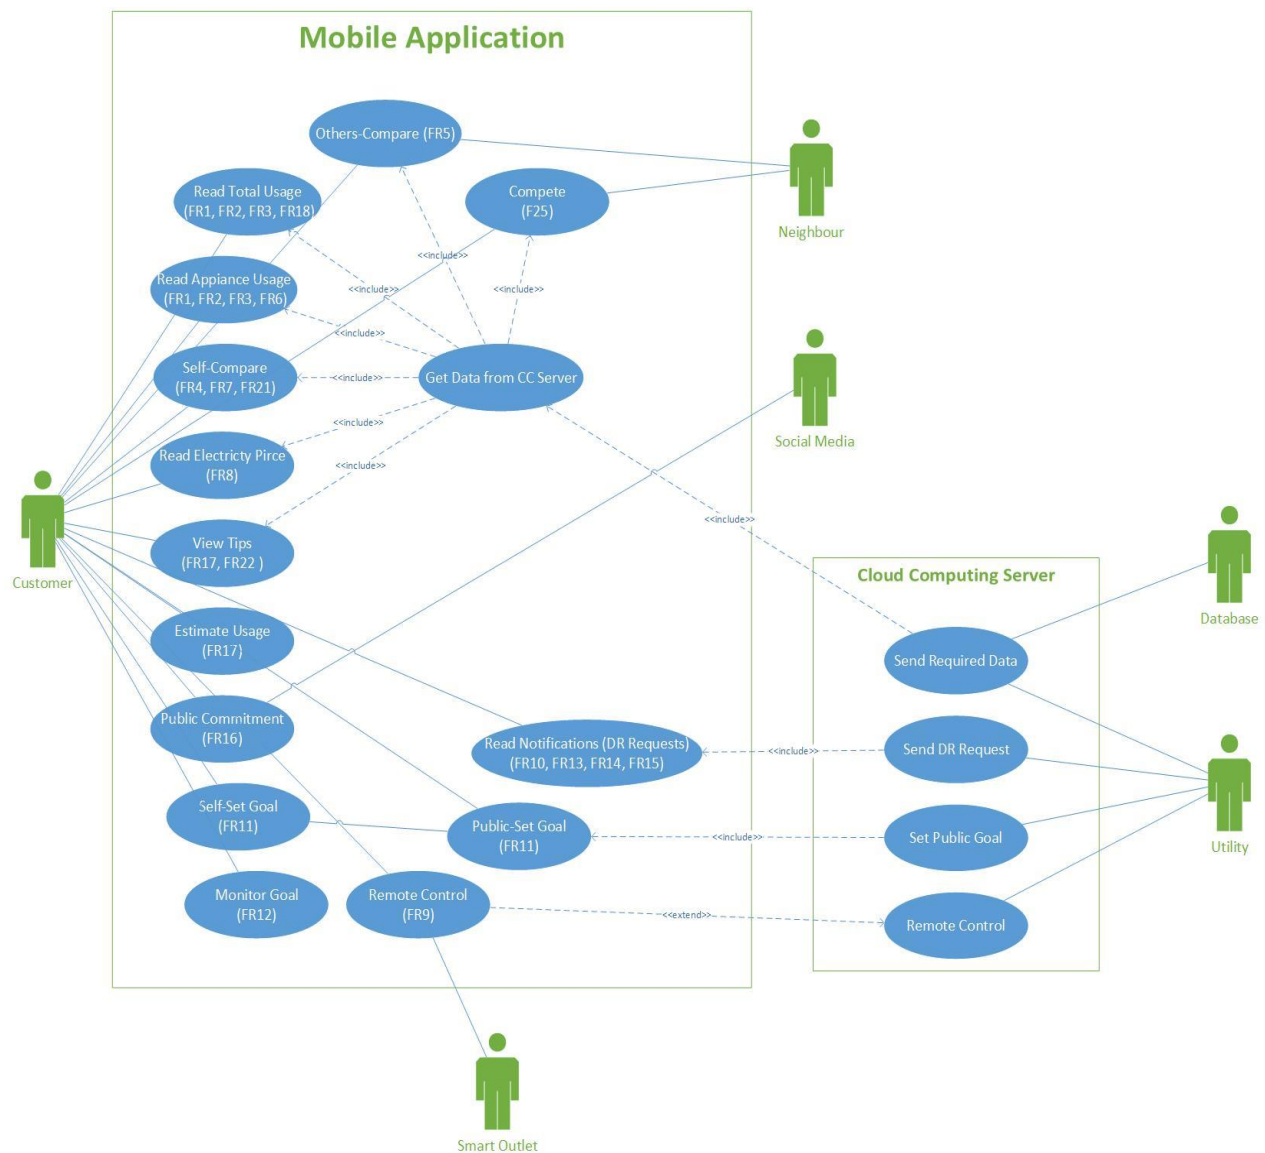 Mobile Application
Others-Compare (FR5)
Read Total Usage
(FR1, FR2, FR3, FR18)
Compete
(F25)
Neighbour
<<include>>
Read Appiance Usage
(FR1, FR2, FR3, FR6)
<<include>>
<<include>>
<<include>>
Self-Compare
(FR4, FR7, FR21)
<<include>>
Get Data from CC Server
<<include>>
Social Media
Read Electricty Pirce
(FR8)
<<include>>
<<include>>
View Tips
(FR17, FR22 )
Customer
Cloud Computing Server
Database
Estimate Usage
(FR17)
Send Required Data
Public Commitment
(FR16)
Read Notifications (DR Requests)
(FR10, FR13, FR14, FR15)
<<include>>
Send DR Request
Self-Set Goal
(FR11)
Public-Set Goal
(FR11)
<<include>>
Set Public Goal
Utility
Monitor Goal
(FR12)
Remote Control
(FR9)
<<extend>>
Remote Control
Smart Outlet